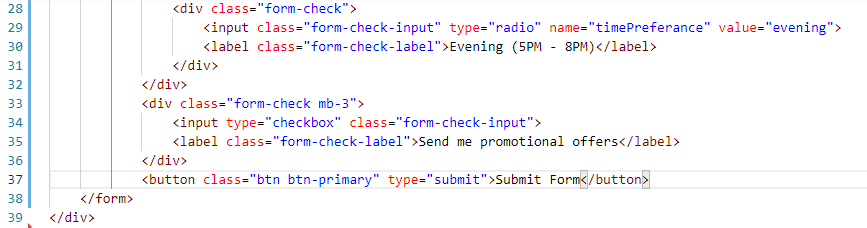 28 <div class="form-check">
29 <input class="form-check-input" type="radio" name="timePreferance" value="evening">
30 <label class="form-check-label">Evening (5PM - 8PM)</label>
31 </div>
32 </div>
33 <div class="form-check mb-3">
34 <input type="checkbox" class="form-check-input">
35 <label class="form-check-label">Send me promotional offers</label>
36 </div>
37 <button class="btn btn-primary" type="submit">Submit Form</button>
38 </form>
39 </div>